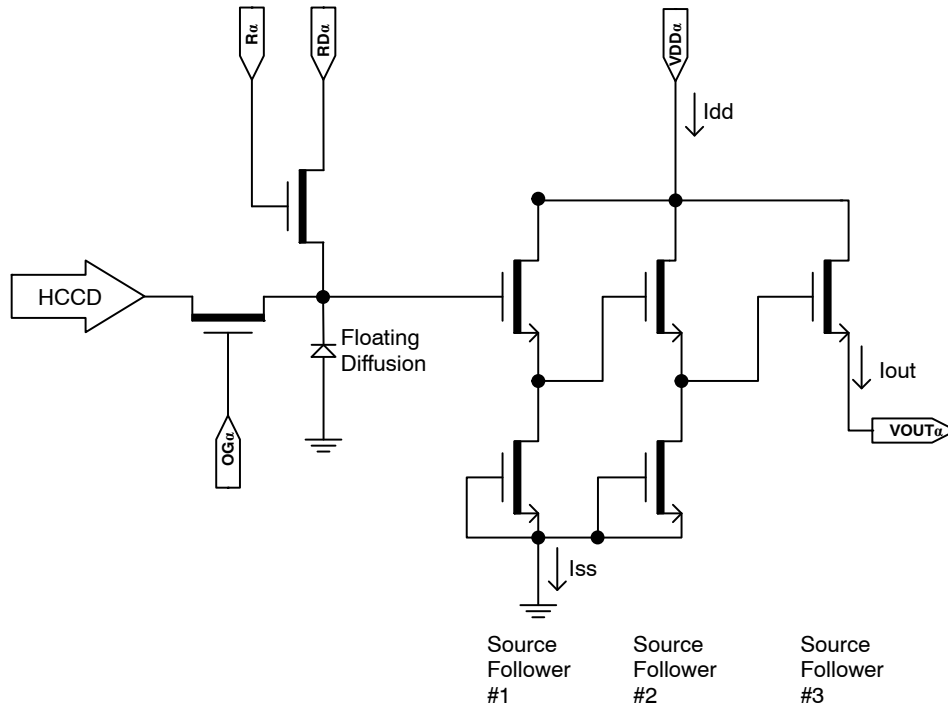 Rα
RDα
VDDα
Idd
HCCD
Floating
Diffusion
Iout
VOUTα
OGα
Iss
Source
Follower
#1
Source
Follower
#2
Source
Follower
#3